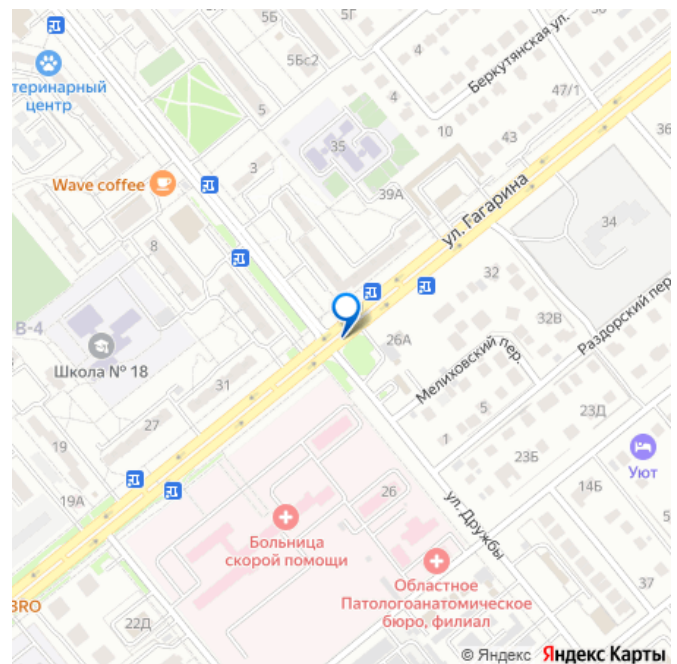 5Б
5Г
5Бс2
Беркутянская ул.
теринарный
центр
5
4
4
47/1
10
43
36
35
3
39А
Wave coffee
ул. Гагарина
34
8
32
В-4
26А
32В
Раздорский пер
Школа № 18
Мелиховский пер.
31
27
5
23Д
1
19
23Б
Уют
19А
26
14Б
ул. Дружбы
5
Больница
скорой помощи
Областное
Патологоанатомическое
бюро, филиал
37
BRO
22Д
© Яндекс Яндекс Карты